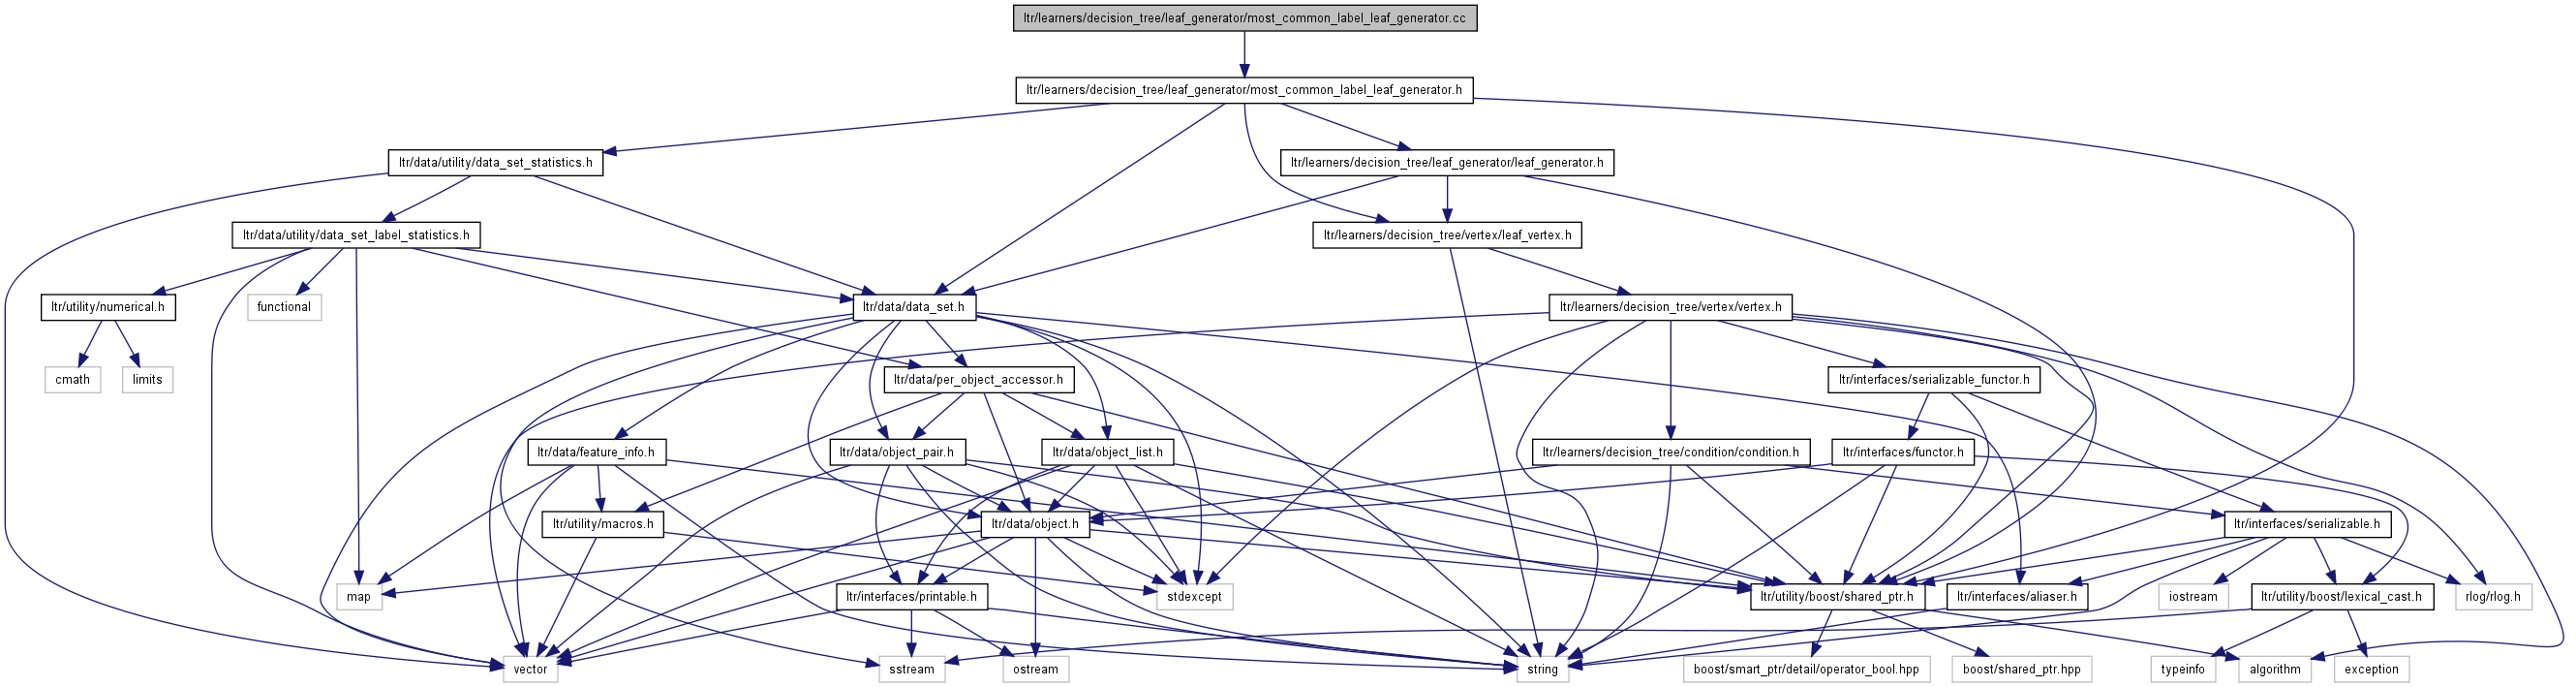 ltr/learners/decision_tree/leaf_generator/most_common_label_leaf_generator.cc
ltr/learners/decision_tree/leaf_generator/most_common_label_leaf_generator.h
ltr/data/utility/data_set_statistics.h
ltr/learners/decision_tree/leaf_generator/leaf_generator.h
ltr/data/utility/data_set_label_statistics.h
ltr/learners/decision_tree/vertex/leaf_vertex.h
ltr/utility/numerical.h
functional
ltr/data/data_set.h
ltr/learners/decision_tree/vertex/vertex.h
cmath
limits
ltr/data/per_object_accessor.h
ltr/interfaces/serializable_functor.h
ltr/data/feature_info.h
ltr/data/object_pair.h
ltr/data/object_list.h
ltr/learners/decision_tree/condition/condition.h
ltr/interfaces/functor.h
ltr/utility/macros.h
ltr/data/object.h
ltr/interfaces/serializable.h
map
ltr/interfaces/printable.h
stdexcept
ltr/utility/boost/shared_ptr.h
ltr/interfaces/aliaser.h
iostream
ltr/utility/boost/lexical_cast.h
rlog/rlog.h
vector
sstream
ostream
string
boost/smart_ptr/detail/operator_bool.hpp
boost/shared_ptr.hpp
typeinfo
algorithm
exception